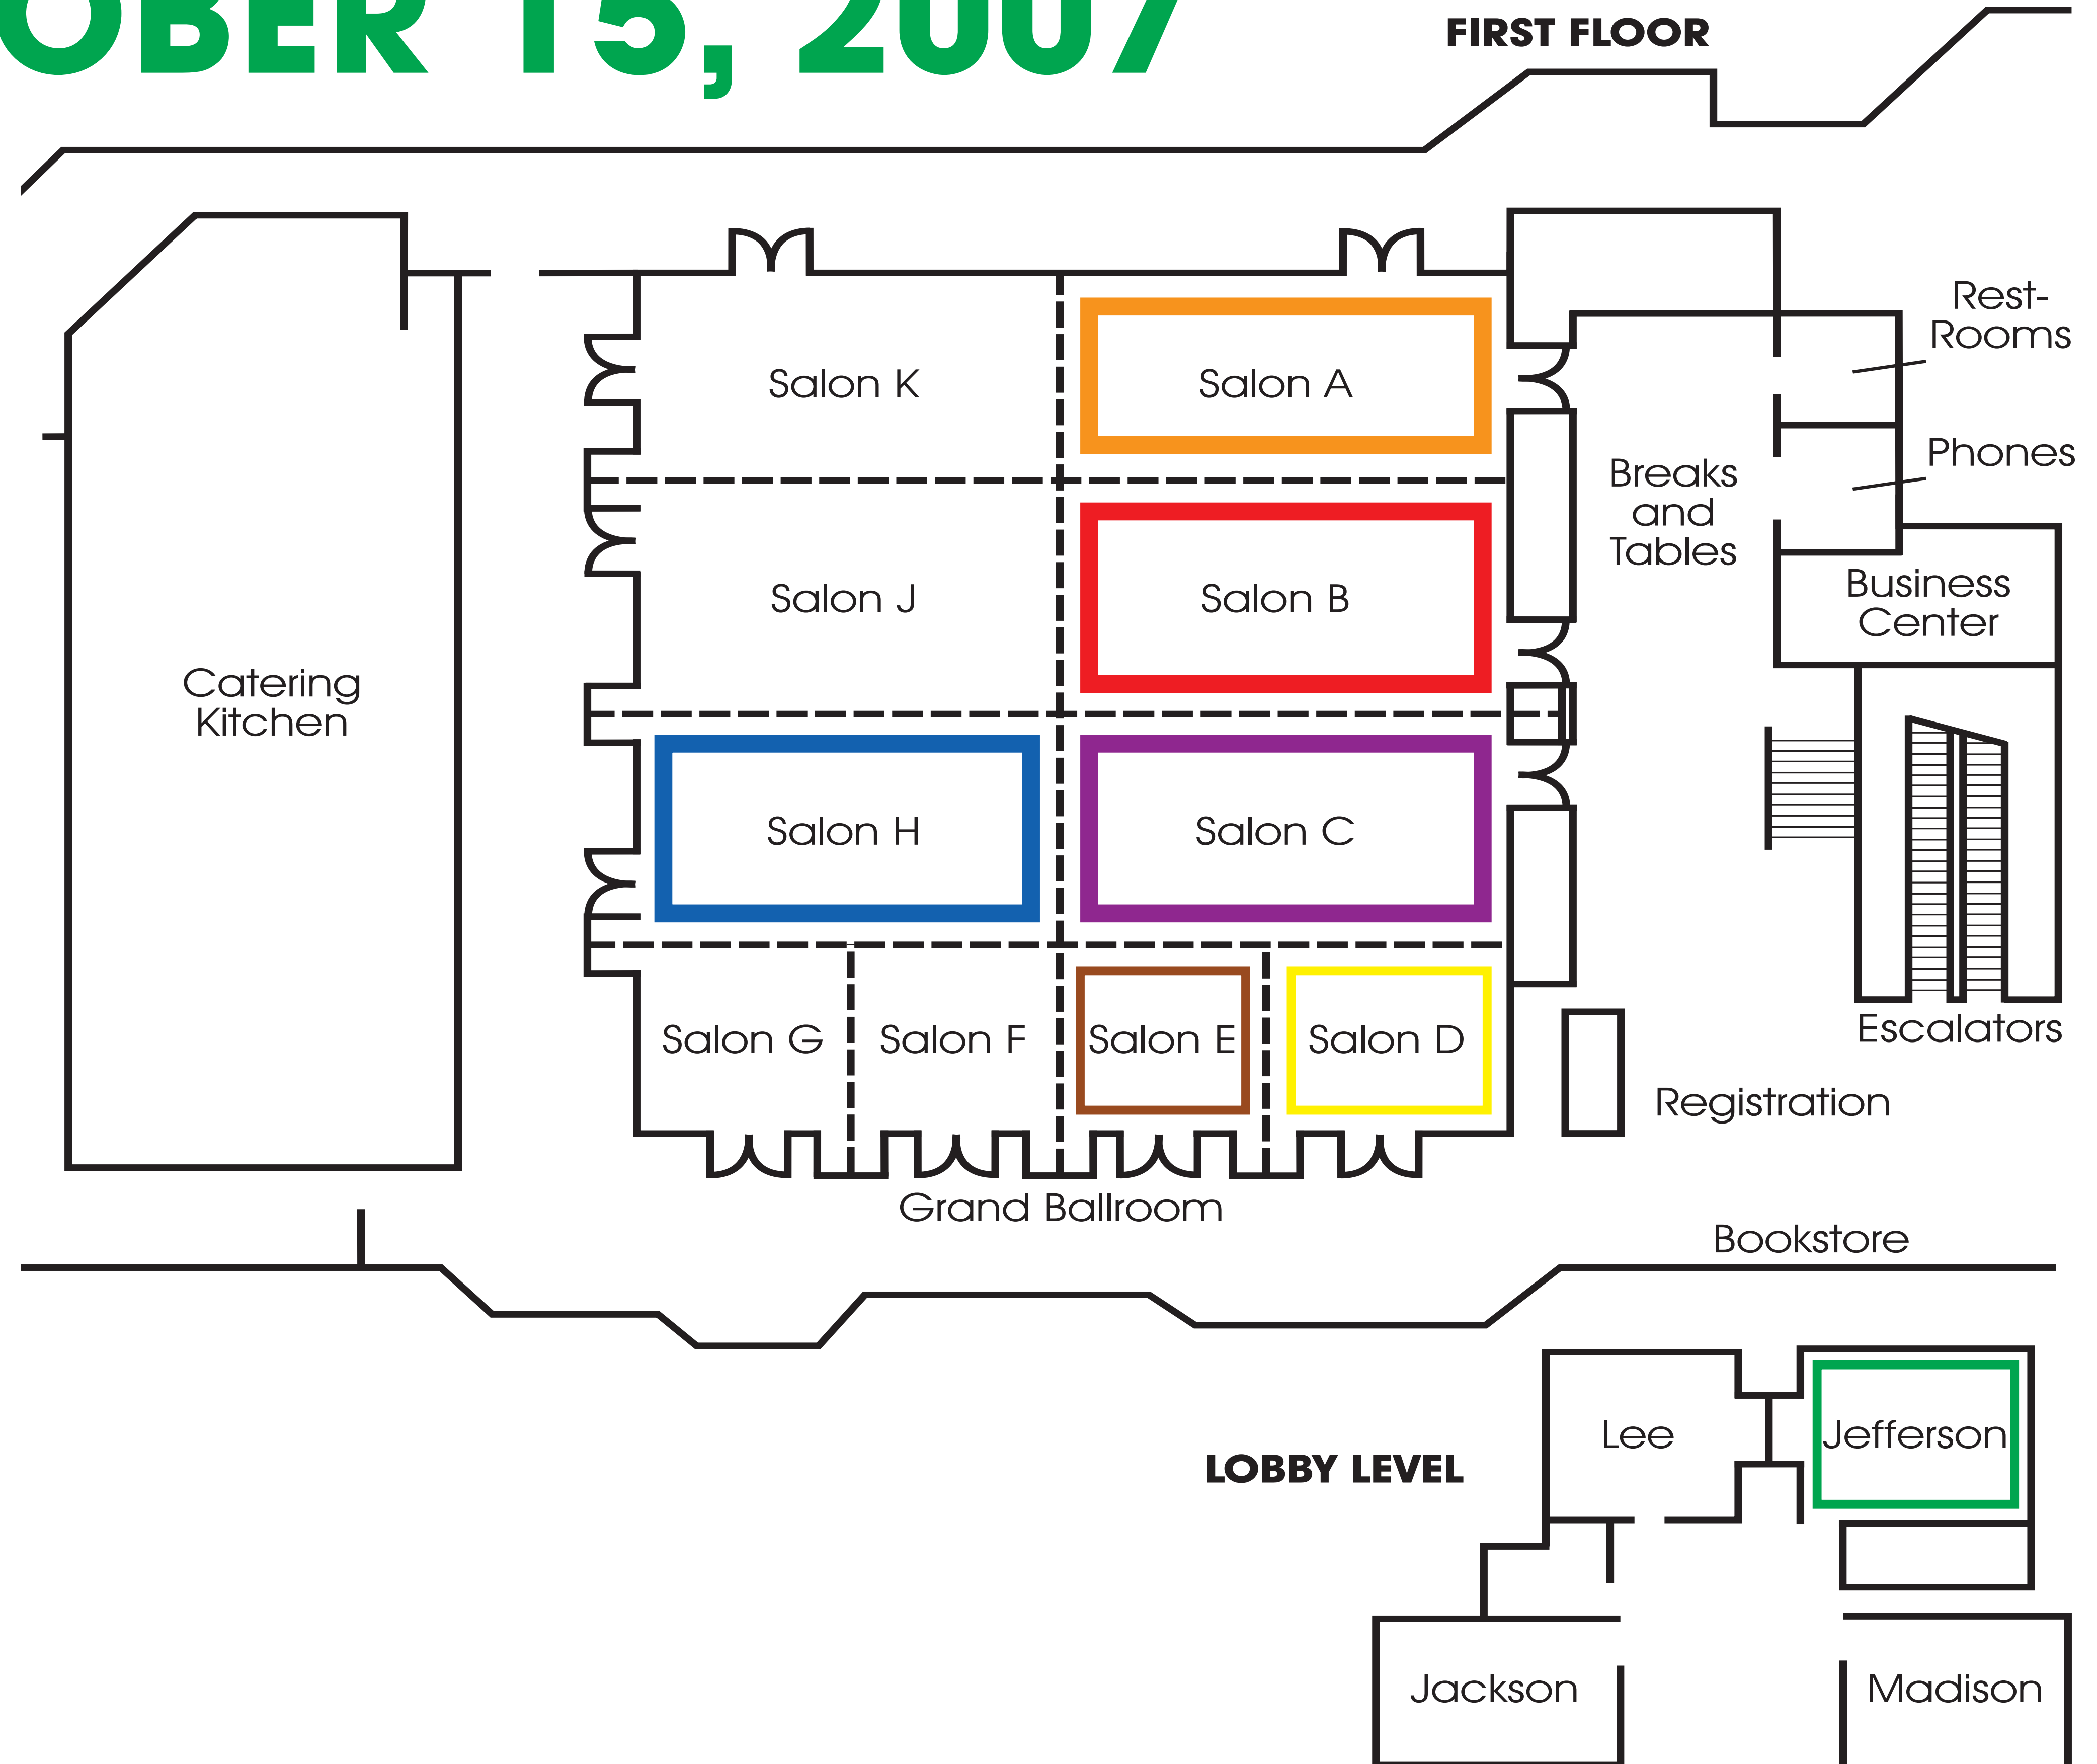 OBER 15, 2007
FIRST FLOOR
Rest-
Rooms
Salon K
Salon A
Phones
Breaks
and
Tables
Salon J
Salon B
Business
Center
Catering
Kitchen
Salon H
Salon C
Escalators
Salon G
Salon F
Salon E
Salon D
Registration
Grand Ballroom
Bookstore
Lee
Jefferson
LOBBY LEVEL
Jackson
Madison